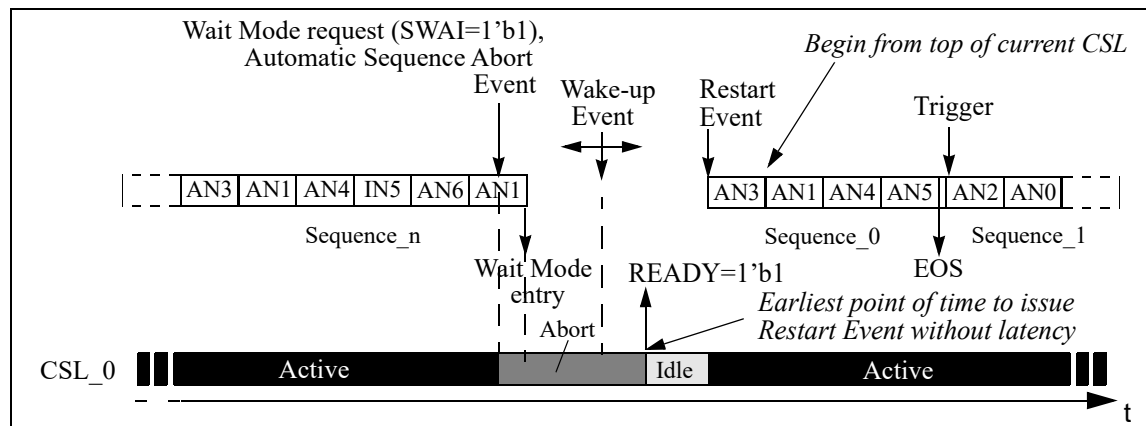 Wait Mode request (SWAI=1’b1),
Automatic Sequence Abort
Event
Wake-up
Event
Restart
Event
Begin from top of current CSL
Trigger
AN3 AN1 AN4 IN5 AN6 AN1
AN3 AN1 AN4 AN5 AN2 AN0
Sequence_n
Sequence_0
Sequence_1
Wait Mode
entry
READY=1’b1
EOS
Earliest point of time to issue
Restart Event without latency
Abort
CSL_0
Active
Idle
Active
t